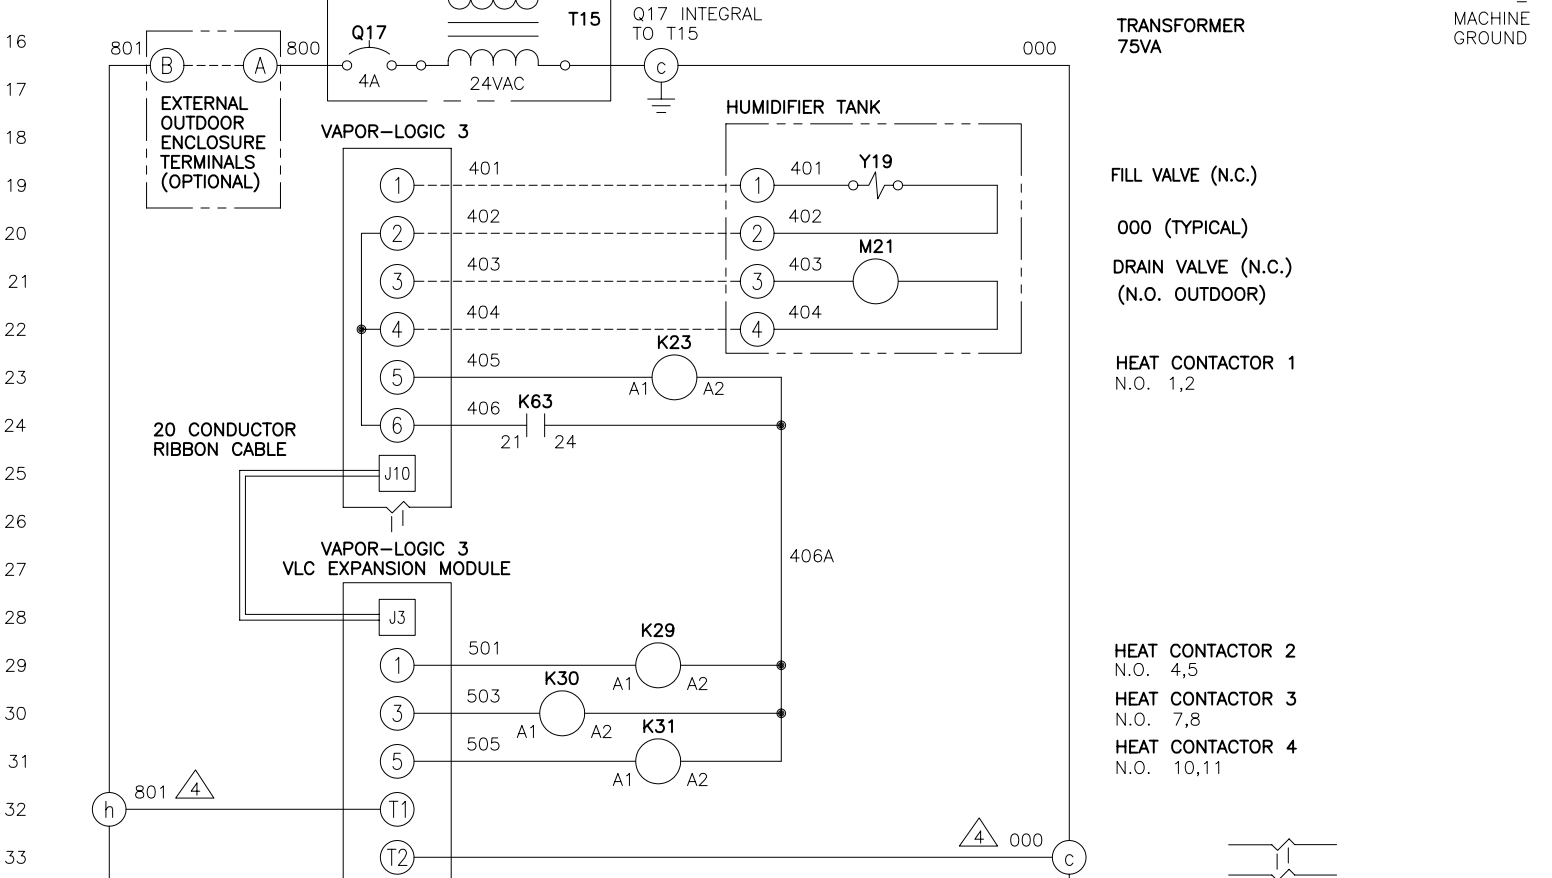 Q17 INTEGRAL
TO T15
T15
Q17
16
801
B
A
800
4A
24VAC
c
000
TRANSFORMER
75VA
MACHINE
GROUND
17
EXTERNAL
OUTDOOR
ENCLOSURE
TERMINALS
(OPTIONAL)
HUMIDIFIER TANK
18
VAPOR-LOGIC 3
19
1
401
1
401
Y19
FILL VALVE (N.C.)
20
2
402
2
402
000 (TYPICAL)
21
3
403
3
403
M21
DRAIN VALVE (N.C.)
(N.O. OUTDOOR)
22
4
404
4
404
23
5
405
K23
A1
A2
HEAT CONTACTOR 1
N.O. 1,2
24
6
406
K63
21
24
20 CONDUCTOR
RIBBON CABLE
25
J10
26
VAPOR-LOGIC 3
VLC EXPANSION MODULE
406A
27
28
J3
29
1
501
K29
A1
A2
HEAT CONTACTOR 2
N.O. 4,5
30
3
503
K30
A1
A2
HEAT CONTACTOR 3
N.O. 7,8
31
5
505
K31
A1
A2
HEAT CONTACTOR 4
N.O. 10,11
32
h
801
4
T1
33
T2
4
000
c